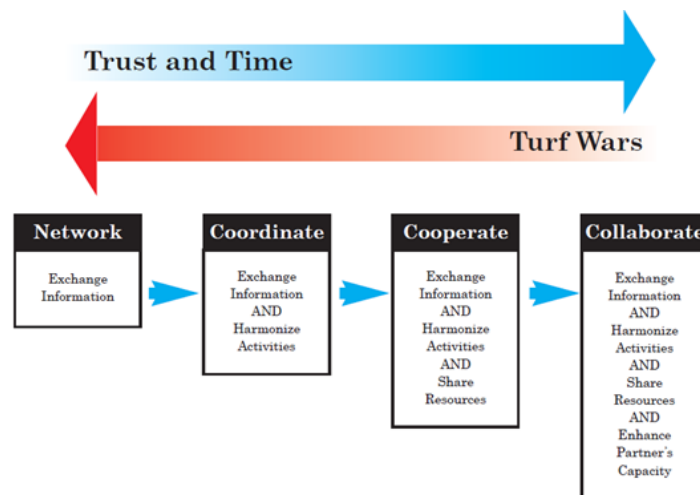 Trust and Time
Turf Wars
Network
Exchange
Information
Coordinate
Exchange
Information
AND
Harmonize
Activities
Cooperate
Exchange
Information
AND
Harmonize
Activities
AND
Share
Resources
Collaborate
Exchange
Information
AND
Harmonize
Activities
AND
Share
Resources
AND
Enhance
Partner's
Capacity